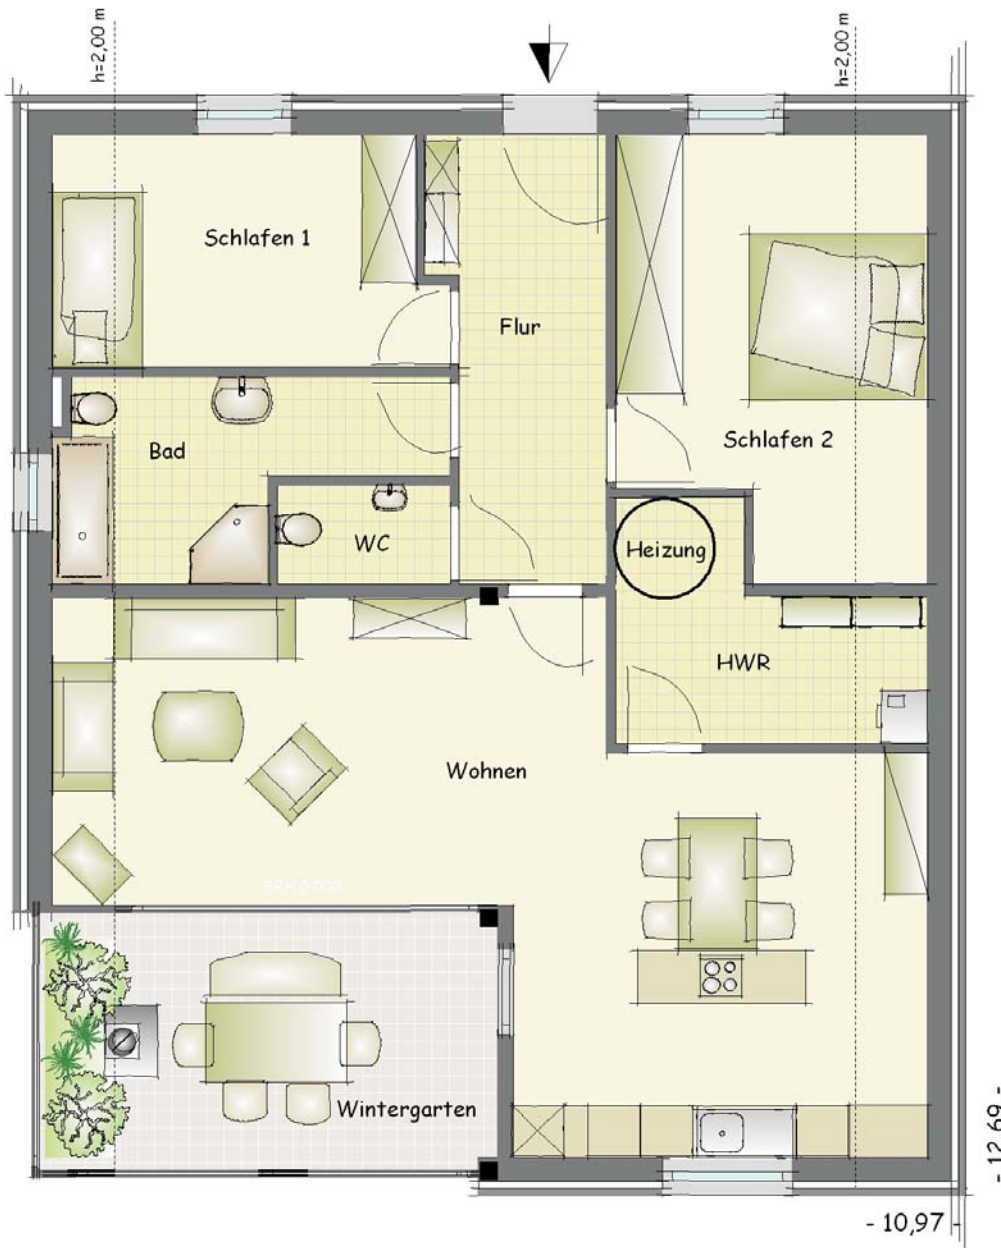 h=2,00 m
h=2,00 m
Schlafen 1
Flur
Schlafen 2
Bad
WC
Heizung
HWR
Wohnen
Wintergarten
- 12,69 -
- 10,97 -